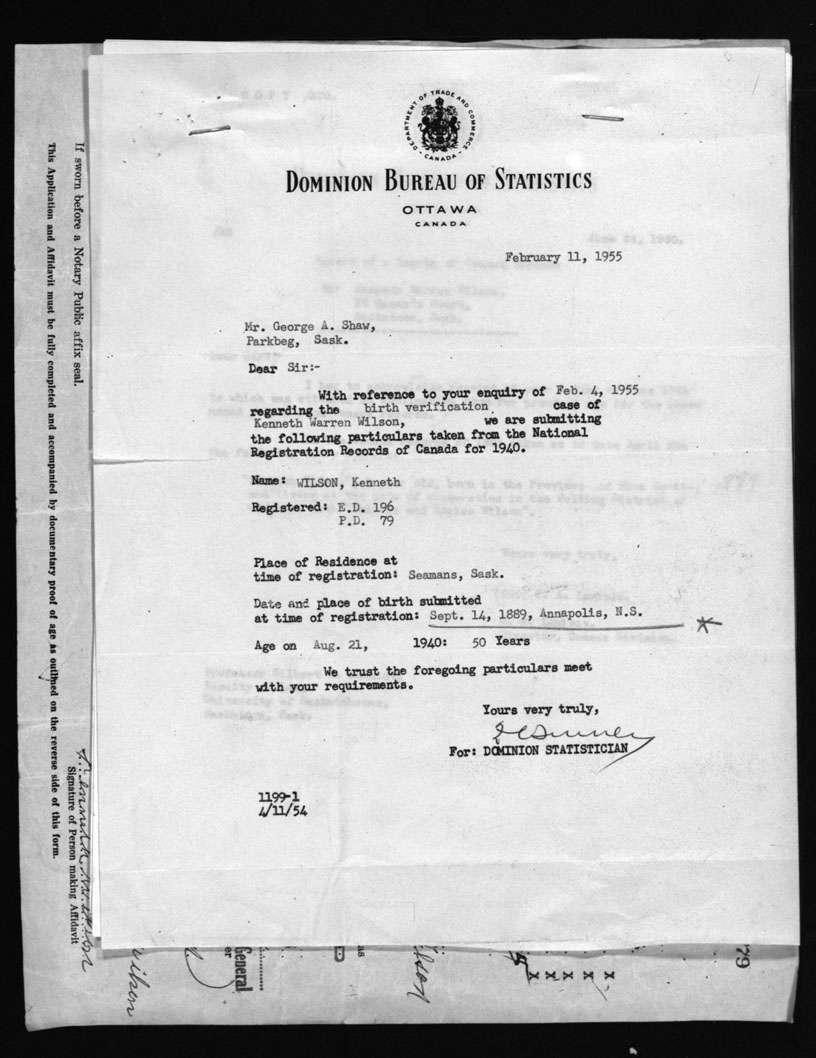 COPY
DEPARTMENT OF TRADE AND COMMERCE
CANADA
DOMINION BUREAU OF STATISTICS
OTTAWA
CANADA
February 11, 1955
Mr. George A. Shaw,
Parkbeg, Sask.
Dear Sir:-
With reference to your enquiry of Feb. 4, 1955
regarding the birth verification case of
Kenneth Warren Wilson, we are submitting
the following particulars taken from the National
Registration Records of Canada for 1940.
Name: WILSON, Kenneth
Registered: E.D. 196
P.D. 79
Place of Residence at
time of registration: Seamans, Sask.
Date and place of birth submitted
at time of registration: Sept. 14, 1889, Annapolis, N.S.
Age on Aug. 21, 1940: 50 Years
We trust the foregoing particulars meet
with your requirements.
Yours very truly,
For: DOMINION STATISTICIAN
1199-1
4/11/54
If sworn before a Notary Public affix seal.
This Application and Affidavit must be fully completed and accompanied by documentary proof of age as outlined on the reverse side of this form.
Signature of Person making Affidavit
Wilson
General
er
as
X X X X X
79